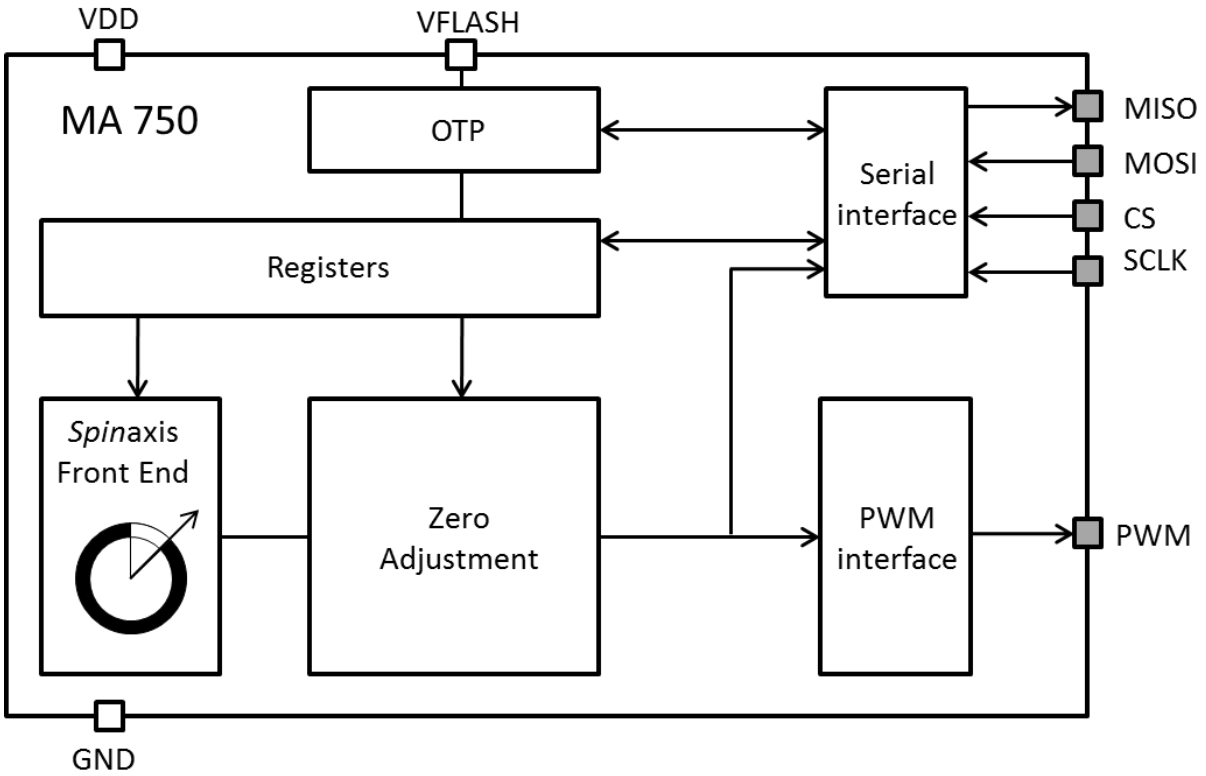 VDD
VFLASH
MA 750
OTP
MISO
MOSI
Serial
interface
CS
SCLK
Registers
Spinaxis
Front End
Zero
Adjustment
PWM
interface
PWM
GND